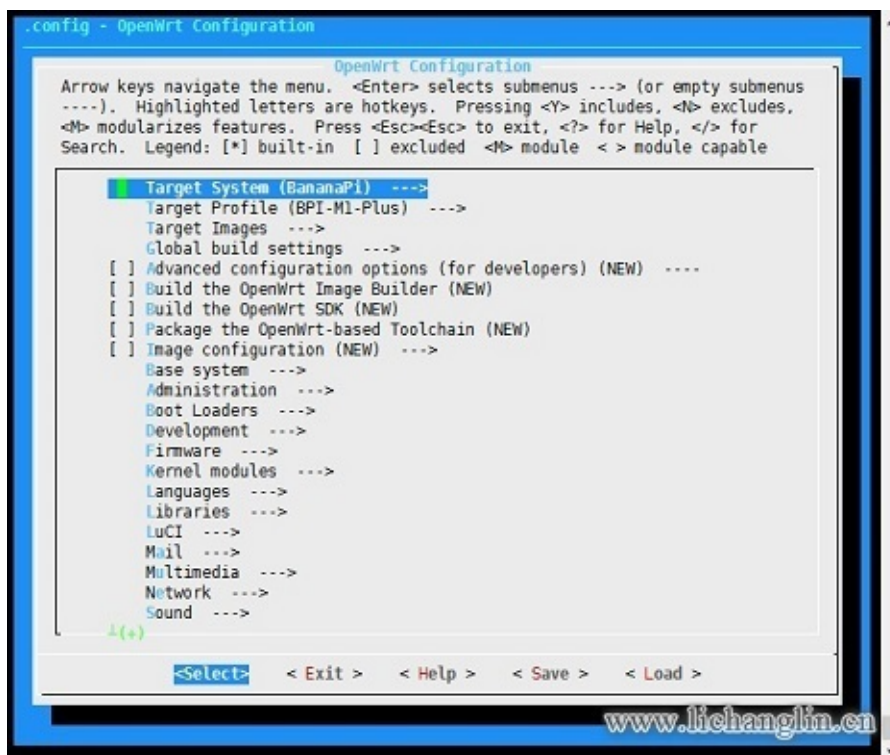 .config - OpenWrt Configuration
OpenWrt Configuration
Arrow keys navigate the menu. <Enter> selects submenus ---> (or empty submenus
----). Highlighted letters are hotkeys. Pressing <Y> includes, <N> excludes,
<M> modularizes features. Press <Esc><Esc> to exit, <?> for Help, </> for
Search. Legend: [*] built-in [ ] excluded <M> module < > module capable
Target System (BananaPi) --->
Target Profile (BPI-M1-Plus) --->
Target Images --->
Global build settings --->
[ ] Advanced configuration options (for developers) (NEW) ----
[ ] Build the OpenWrt Image Builder (NEW)
[ ] Build the OpenWrt SDK (NEW)
[ ] Package the OpenWrt-based Toolchain (NEW)
[ ] Image configuration (NEW) --->
Base system --->
Administration --->
Boot Loaders --->
Development --->
Firmware --->
Kernel modules --->
Languages --->
Libraries --->
LuCI --->
Mail --->
Multimedia --->
Network --->
Sound --->
┴(+)
<Select> < Exit > < Help > < Save > < Load >
www.lichanglin.cn